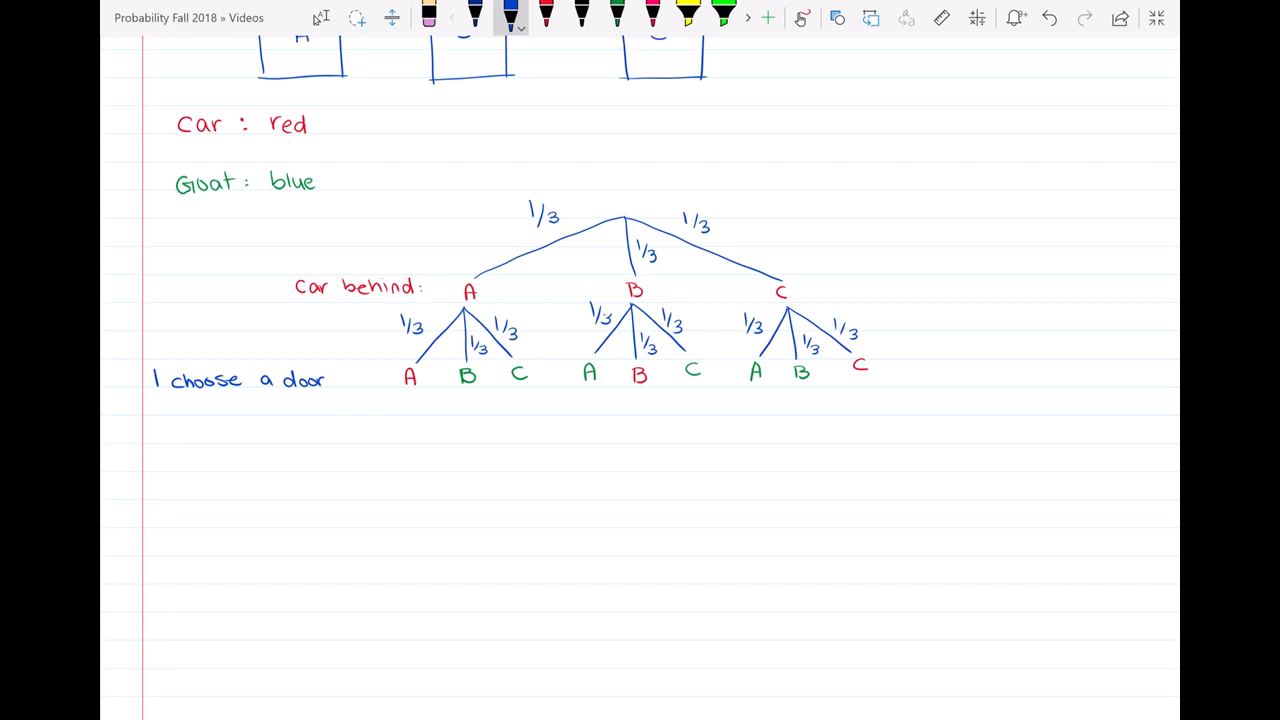 Probability Fall 2018 » Videos
A
C
Car : red
Goat : blue
1/3 1/3 1/3
Car behind: A B C
1/3 1/3 1/3 1/3 1/3 1/3 1/3 1/3 1/3
I choose a door A B C A B C A B C